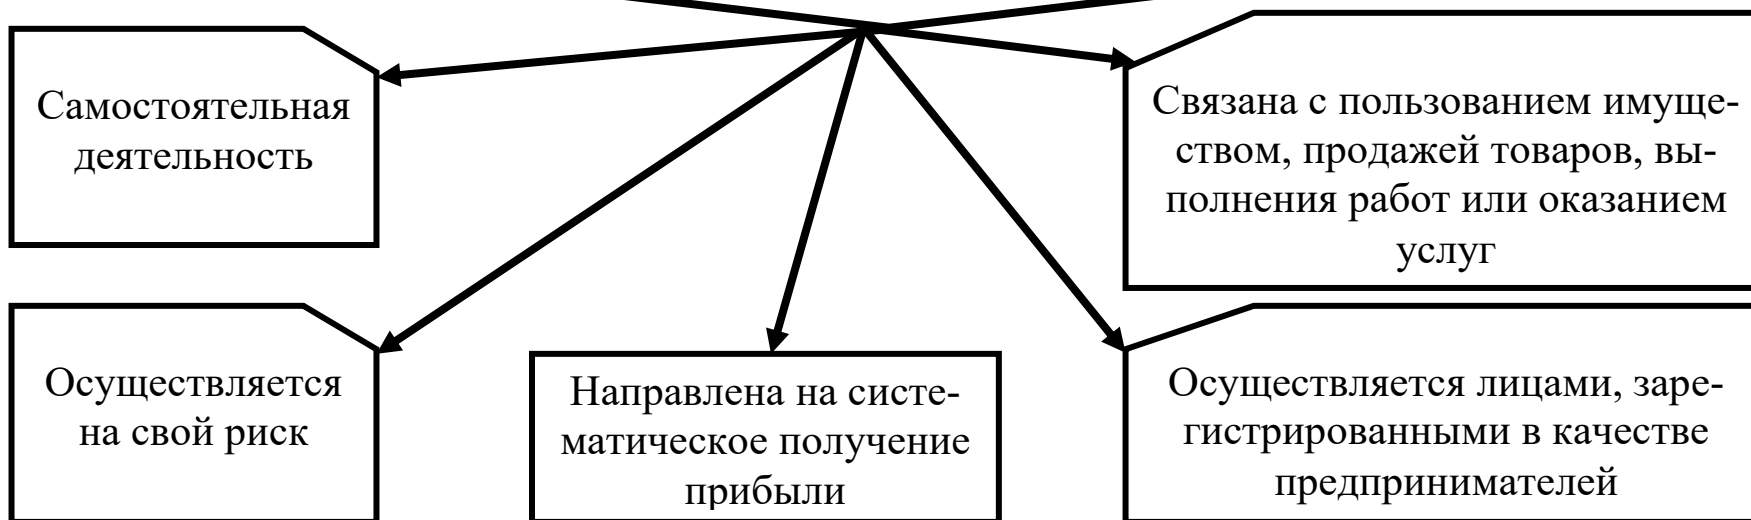 Самостоятельная
деятельность
Связана с пользованием имуще-
ством, продажей товаров, вы-
полнения работ или оказанием
услуг
Осуществляется
на свой риск
Направлена на систе-
матическое получение
прибыли
Осуществляется лицами, заре-
гистрированными в качестве
предпринимателей